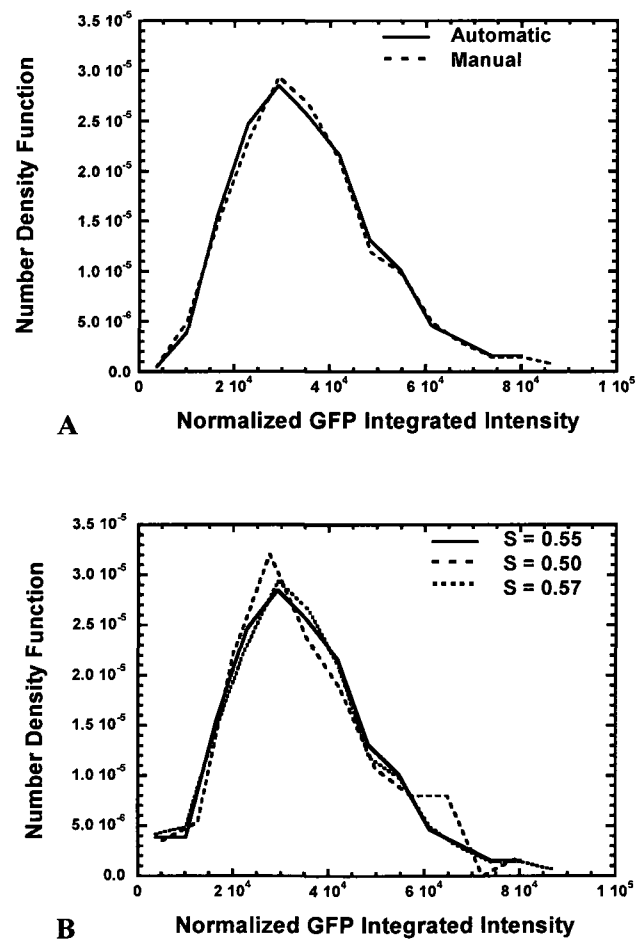 3.5 10⁻⁵
3.0 10⁻⁵
2.5 10⁻⁵
2.0 10⁻⁵
1.5 10⁻⁵
1.0 10⁻⁵
5.0 10⁻⁶
0.0
Number Density Function
Automatic
Manual
0
2 10⁴
4 10⁴
6 10⁴
8 10⁴
1 10⁵
Normalized GFP Integrated Intensity
A
3.5 10⁻⁵
3.0 10⁻⁵
2.5 10⁻⁵
2.0 10⁻⁵
1.5 10⁻⁵
1.0 10⁻⁵
5.0 10⁻⁶
0.0
Number Density Function
S = 0.55
S = 0.50
S = 0.57
0
2 10⁴
4 10⁴
6 10⁴
8 10⁴
1 10⁵
Normalized GFP Integrated Intensity
B